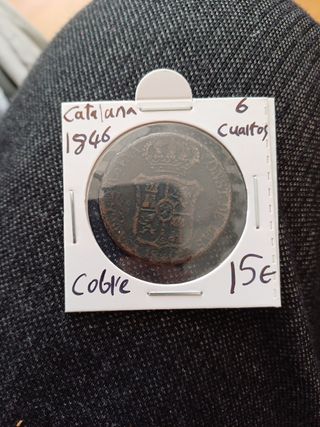 Catalana 6
1846 Cuartos
Cobre 15€